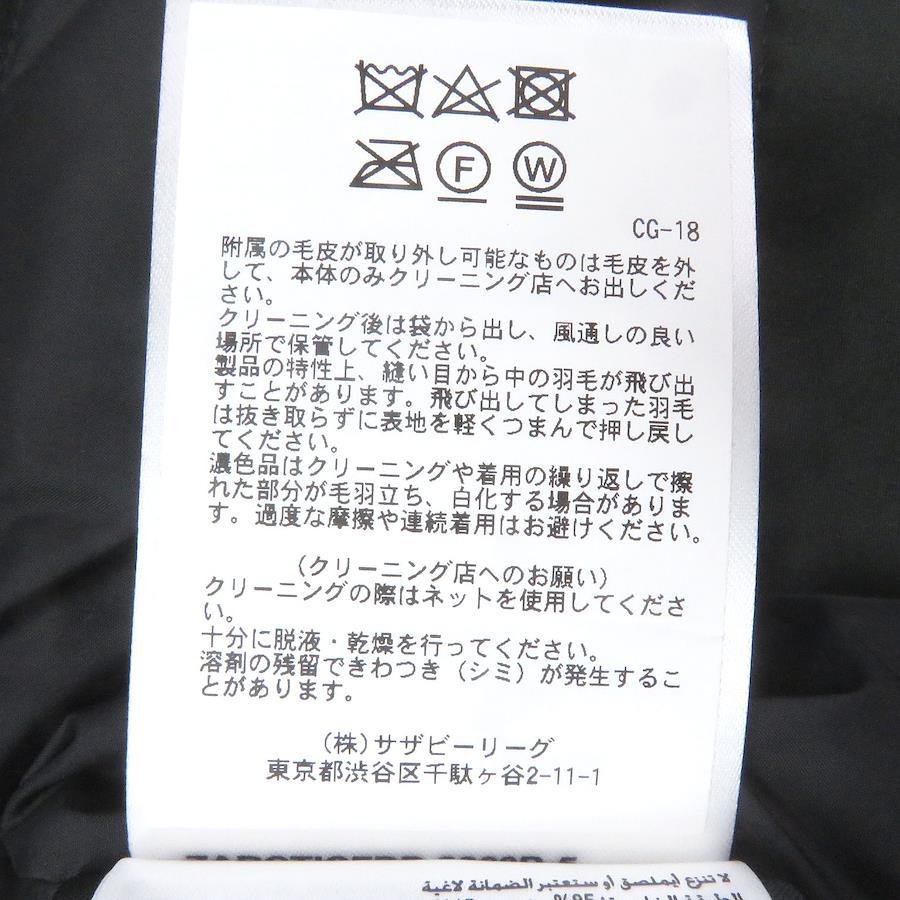 F W
CG-18
附属の毛皮が取り外し可能なものは毛皮を外
して、本体のみクリーニング店へお出しくだ
さい。
クリーニング後は袋から出し、風通しの良い
場所で保管してください。
製品の特性上、縫い目から中の羽毛が飛び出
すことがあります。飛び出してしまった羽毛
は抜き取らずに表地を軽くつまんで押し戻し
てください。
濃色品はクリーニングや着用の繰り返しで擦
れた部分が毛羽立ち、白化する場合がありま
す。過度な摩擦や連続着用はお避けください。
(クリーニング店へのお願い)
クリーニングの際はネットを使用してくださ
い。
十分に脱液・乾燥を行ってください。
溶剤の残留できわつき(シミ)が発生するこ
とがあります。
(株)サザビーリーグ
東京都渋谷区千駄ヶ谷2-11-1
لا تنزع أيملصق أو ستعتبر الضمانة لاغية